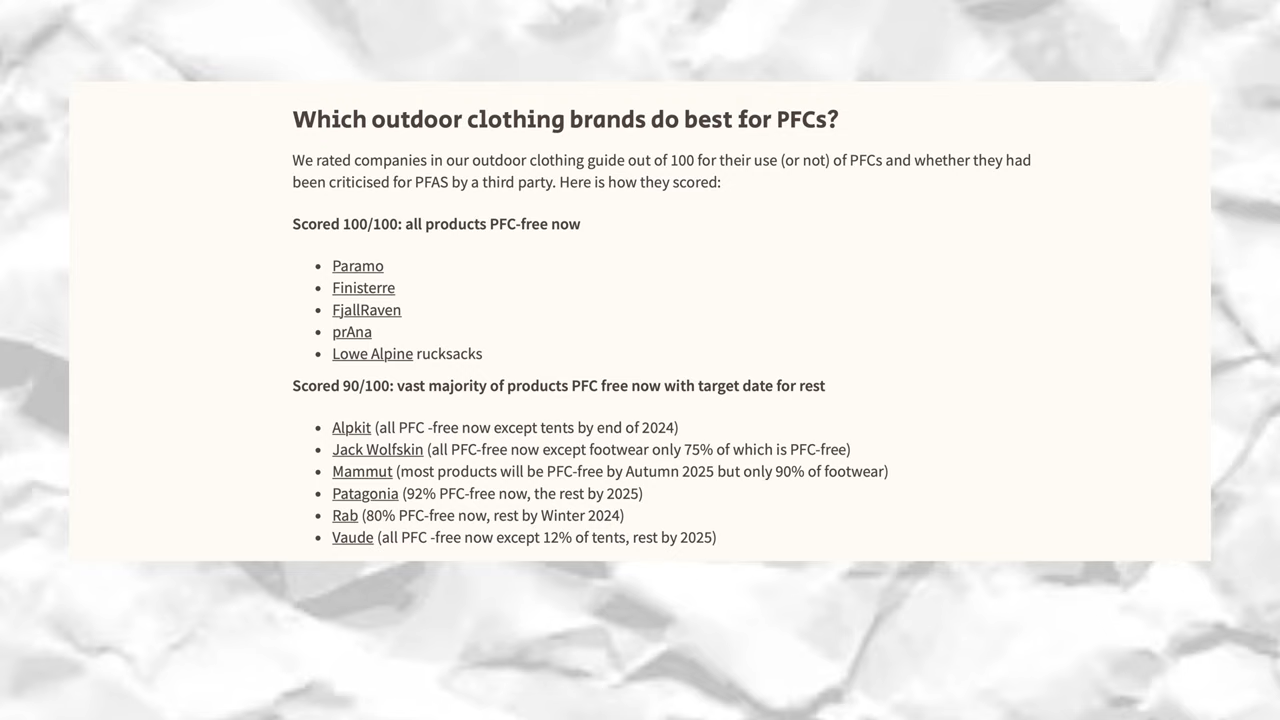 Which outdoor clothing brands do best for PFCs?
We rated companies in our outdoor clothing guide out of 100 for their use (or not) of PFCs and whether they had
been criticised for PFAS by a third party. Here is how they scored:
Scored 100/100: all products PFC-free now
• Paramo
• Finisterre
• FjallRaven
• prAna
• Lowe Alpine rucksacks
Scored 90/100: vast majority of products PFC free now with target date for rest
• Alpkit (all PFC -free now except tents by end of 2024)
• Jack Wolfskin (all PFC-free now except footwear only 75% of which is PFC-free)
• Mammut (most products will be PFC-free by Autumn 2025 but only 90% of footwear)
• Patagonia (92% PFC-free now, the rest by 2025)
• Rab (80% PFC-free now, rest by Winter 2024)
• Vaude (all PFC -free now except 12% of tents, rest by 2025)